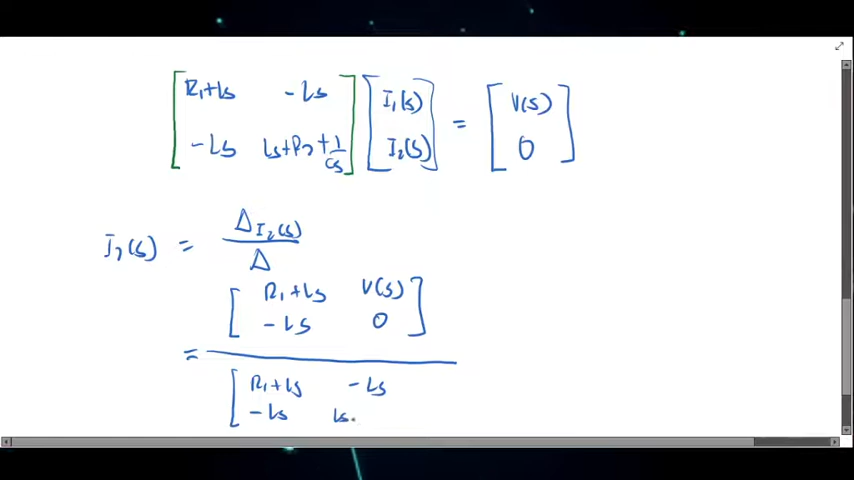 [ R₁+Ls -Ls ] [ I₁(s) ] = [ V(s) ]
[ -Ls Ls+R₂+1/Cs ] [ I₂(s) ] [ 0 ]
I₂(s) = Δ I₂(s) / Δ
= [ R₁+Ls V(s) ]
[ -Ls 0 ]
[ R₁+Ls -Ls
[ -Ls Ls